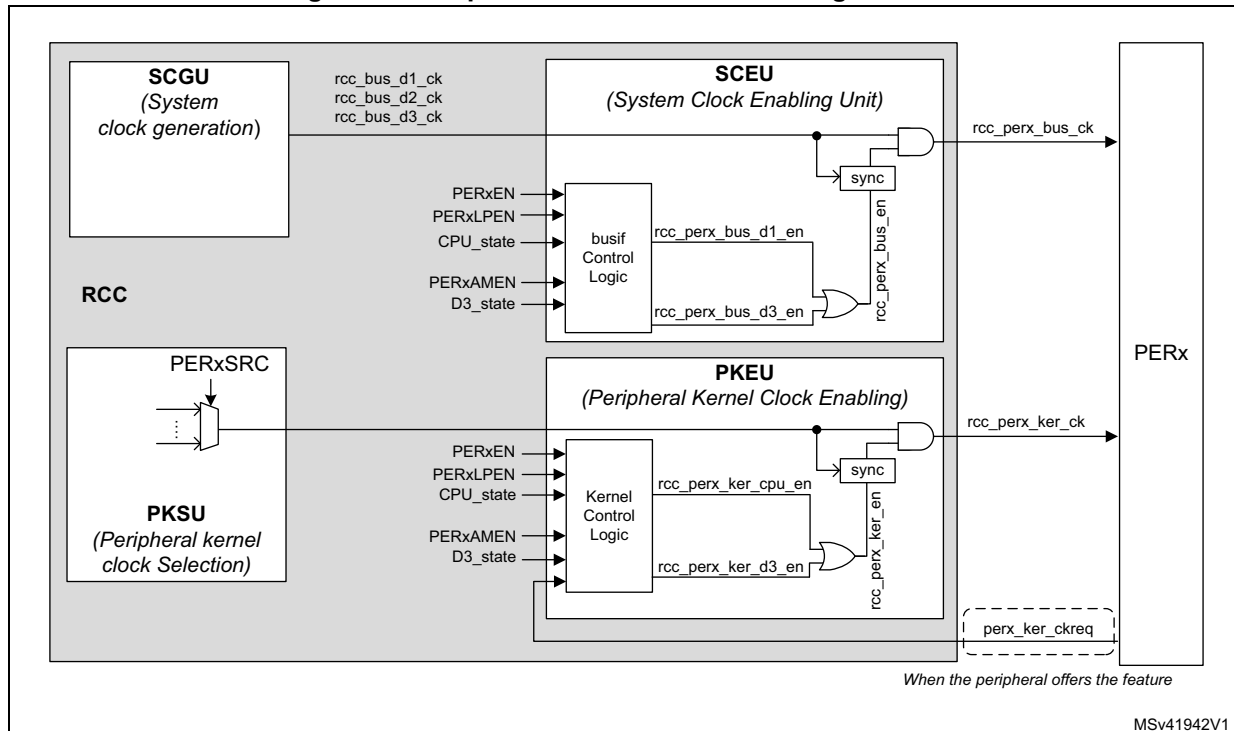 SCGU
(System
clock generation)
rcc_bus_d1_ck
rcc_bus_d2_ck
rcc_bus_d3_ck
SCEU
(System Clock Enabling Unit)
rcc_perx_bus_ck
sync
PERxEN
PERxLPEN
CPU_state
PERxAMEN
D3_state
busif
Control
Logic
rcc_perx_bus_d1_en
rcc_perx_bus_d3_en
rcc_perx_bus_en
RCC
PERx
PERxSRC
PKSU
(Peripheral kernel
clock Selection)
PKEU
(Peripheral Kernel Clock Enabling)
rcc_perx_ker_ck
sync
PERxEN
PERxLPEN
CPU_state
PERxAMEN
D3_state
Kernel
Control
Logic
rcc_perx_ker_cpu_en
rcc_perx_ker_d3_en
rcc_perx_ker_en
perx_ker_ckreq
When the peripheral offers the feature
MSv41942V1